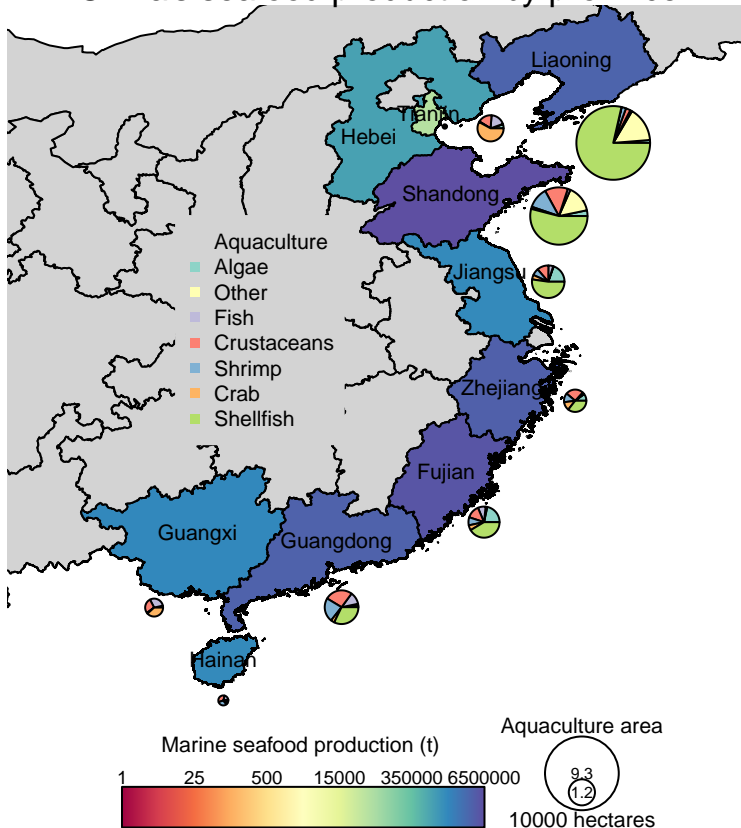 Liaoning
Tianjin
Hebei
Shandong
Aquaculture
Algae
Other
Fish
Crustaceans
Shrimp
Crab
Shellfish
Jiangsu
Zhejiang
Fujian
Guangxi
Guangdong
Hainan
Marine seafood production (t)
1 25 500 15000 350000 6500000
Aquaculture area
9.3
1.2
10000 hectares